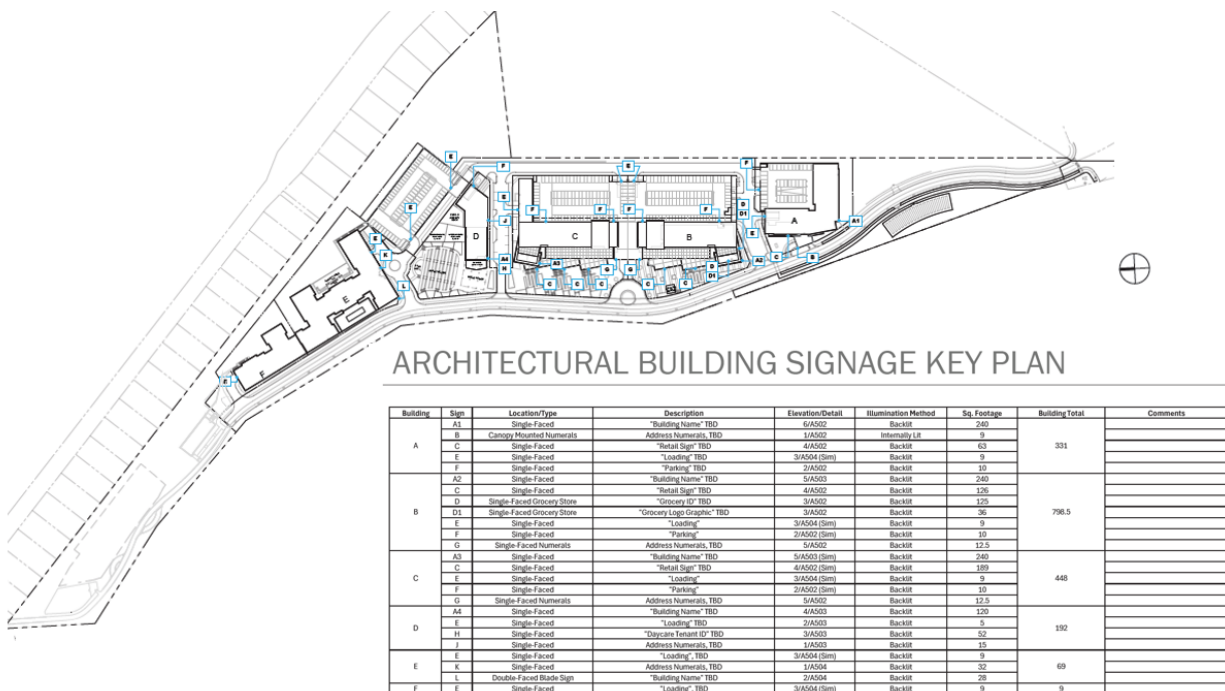 E
F
E
F
E
D
D1
E
F
F
F
F
J
A
A1
E
C
B
D
E
K
A4
H
A3
G
G
D
D1
A2
C
B
E
L
C
C
C
C
C
F
E
ARCHITECTURAL BUILDING SIGNAGE KEY PLAN
Building Sign Location/Type Description Elevation/Detail Illumination Method Sq. Footage Building Total Comments
A1 Single-Faced "Building Name" TBD 6/A502 Backlit 240
B Canopy Mounted Numerals Address Numerals, TBD 1/A502 Internally Lit 9
A C Single-Faced "Retail Sign" TBD 4/A502 Backlit 63 331
E Single-Faced "Loading" TBD 3/A504 (Sim) Backlit 9
F Single-Faced "Parking" TBD 2/A502 Backlit 10
A2 Single-Faced "Building Name" TBD 5/A503 Backlit 240
C Single-Faced "Retail Sign" TBD 4/A502 Backlit 126
D Single-Faced Grocery Store "Grocery ID" TBD 3/A502 Backlit 125
B D1 Single-Faced Grocery Store "Grocery Logo Graphic" TBD 3/A502 Backlit 36 798.5
E Single-Faced "Loading" 3/A504 (Sim) Backlit 9
F Single-Faced "Parking" 2/A502 (Sim) Backlit 10
G Single-Faced Numerals Address Numerals, TBD 5/A502 Backlit 12.5
A3 Single-Faced "Building Name" TBD 5/A503 (Sim) Backlit 240
C Single-Faced "Retail Sign" TBD 4/A502 (Sim) Backlit 189
C E Single-Faced "Loading" 3/A504 (Sim) Backlit 9 448
F Single-Faced "Parking" 2/A502 (Sim) Backlit 10
G Single-Faced Numerals Address Numerals, TBD 5/A502 Backlit 12.5
A4 Single-Faced "Building Name" TBD 4/A503 Backlit 120
D E Single-Faced "Loading" TBD 2/A503 Backlit 5 192
H Single-Faced "Daycare Tenant ID" TBD 3/A503 Backlit 52
J Single-Faced Address Numerals, TBD 1/A503 Backlit 15
E Single-Faced "Loading", TBD 3/A504 (Sim) Backlit 9
E K Single-Faced Address Numerals, TBD 1/A504 Backlit 32 69
L Double-Faced Blade Sign "Building Name" TBD 2/A504 Backlit 28
F E Single-Faced "Loading", TBD 3/A504 (Sim) Backlit 9 9